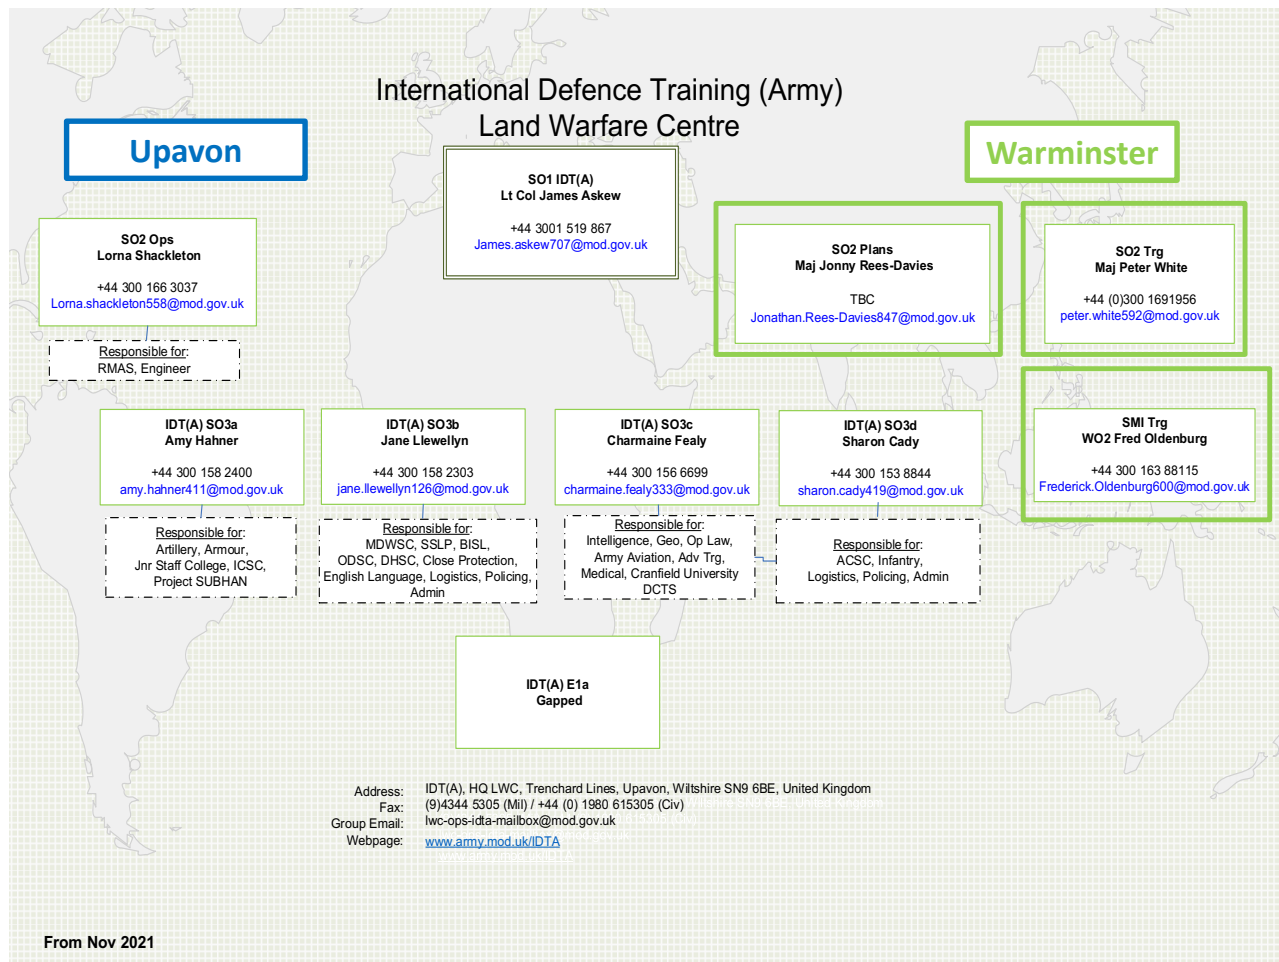 International Defence Training (Army)
Land Warfare Centre
Upavon
Warminster
SO1 IDT(A)
Lt Col James Askew
+44 3001 519 867
James.askew707@mod.gov.uk
SO2 Ops
Lorna Shackleton
+44 300 166 3037
Lorna.shackleton558@mod.gov.uk
Responsible for:
RMAS, Engineer
SO2 Plans
Maj Jonny Rees-Davies
TBC
Jonathan.Rees-Davies847@mod.gov.uk
SO2 Trg
Maj Peter White
+44 (0)300 1691956
peter.white592@mod.gov.uk
SMI Trg
WO2 Fred Oldenburg
+44 300 163 88115
Frederick.Oldenburg600@mod.gov.uk
IDT(A) SO3a
Amy Hahner
+44 300 158 2400
amy.hahner411@mod.gov.uk
Responsible for:
Artillery, Armour,
Jnr Staff College, ICSC,
Project SUBHAN
IDT(A) SO3b
Jane Llewellyn
+44 300 158 2303
jane.llewellyn126@mod.gov.uk
Responsible for:
MDWSC, SSLP, BISL,
ODSC, DHSC, Close Protection,
English Language, Logistics, Policing,
Admin
IDT(A) SO3c
Charmaine Fealy
+44 300 156 6699
charmaine.fealy333@mod.gov.uk
Responsible for:
Intelligence, Geo, Op Law,
Army Aviation, Adv Trg,
Medical, Cranfield University
DCTS
IDT(A) SO3d
Sharon Cady
+44 300 153 8844
sharon.cady419@mod.gov.uk
Responsible for:
ACSC, Infantry,
Logistics, Policing, Admin
IDT(A) E1a
Gapped
Address: IDT(A), HQ LWC, Trenchard Lines, Upavon, Wiltshire SN9 6BE, United Kingdom
Fax: (9)4344 5305 (Mil) / +44 (0) 1980 615305 (Civ)
Group Email: lwc-ops-idta-mailbox@mod.gov.uk
Webpage: www.army.mod.uk/IDTA
From Nov 2021